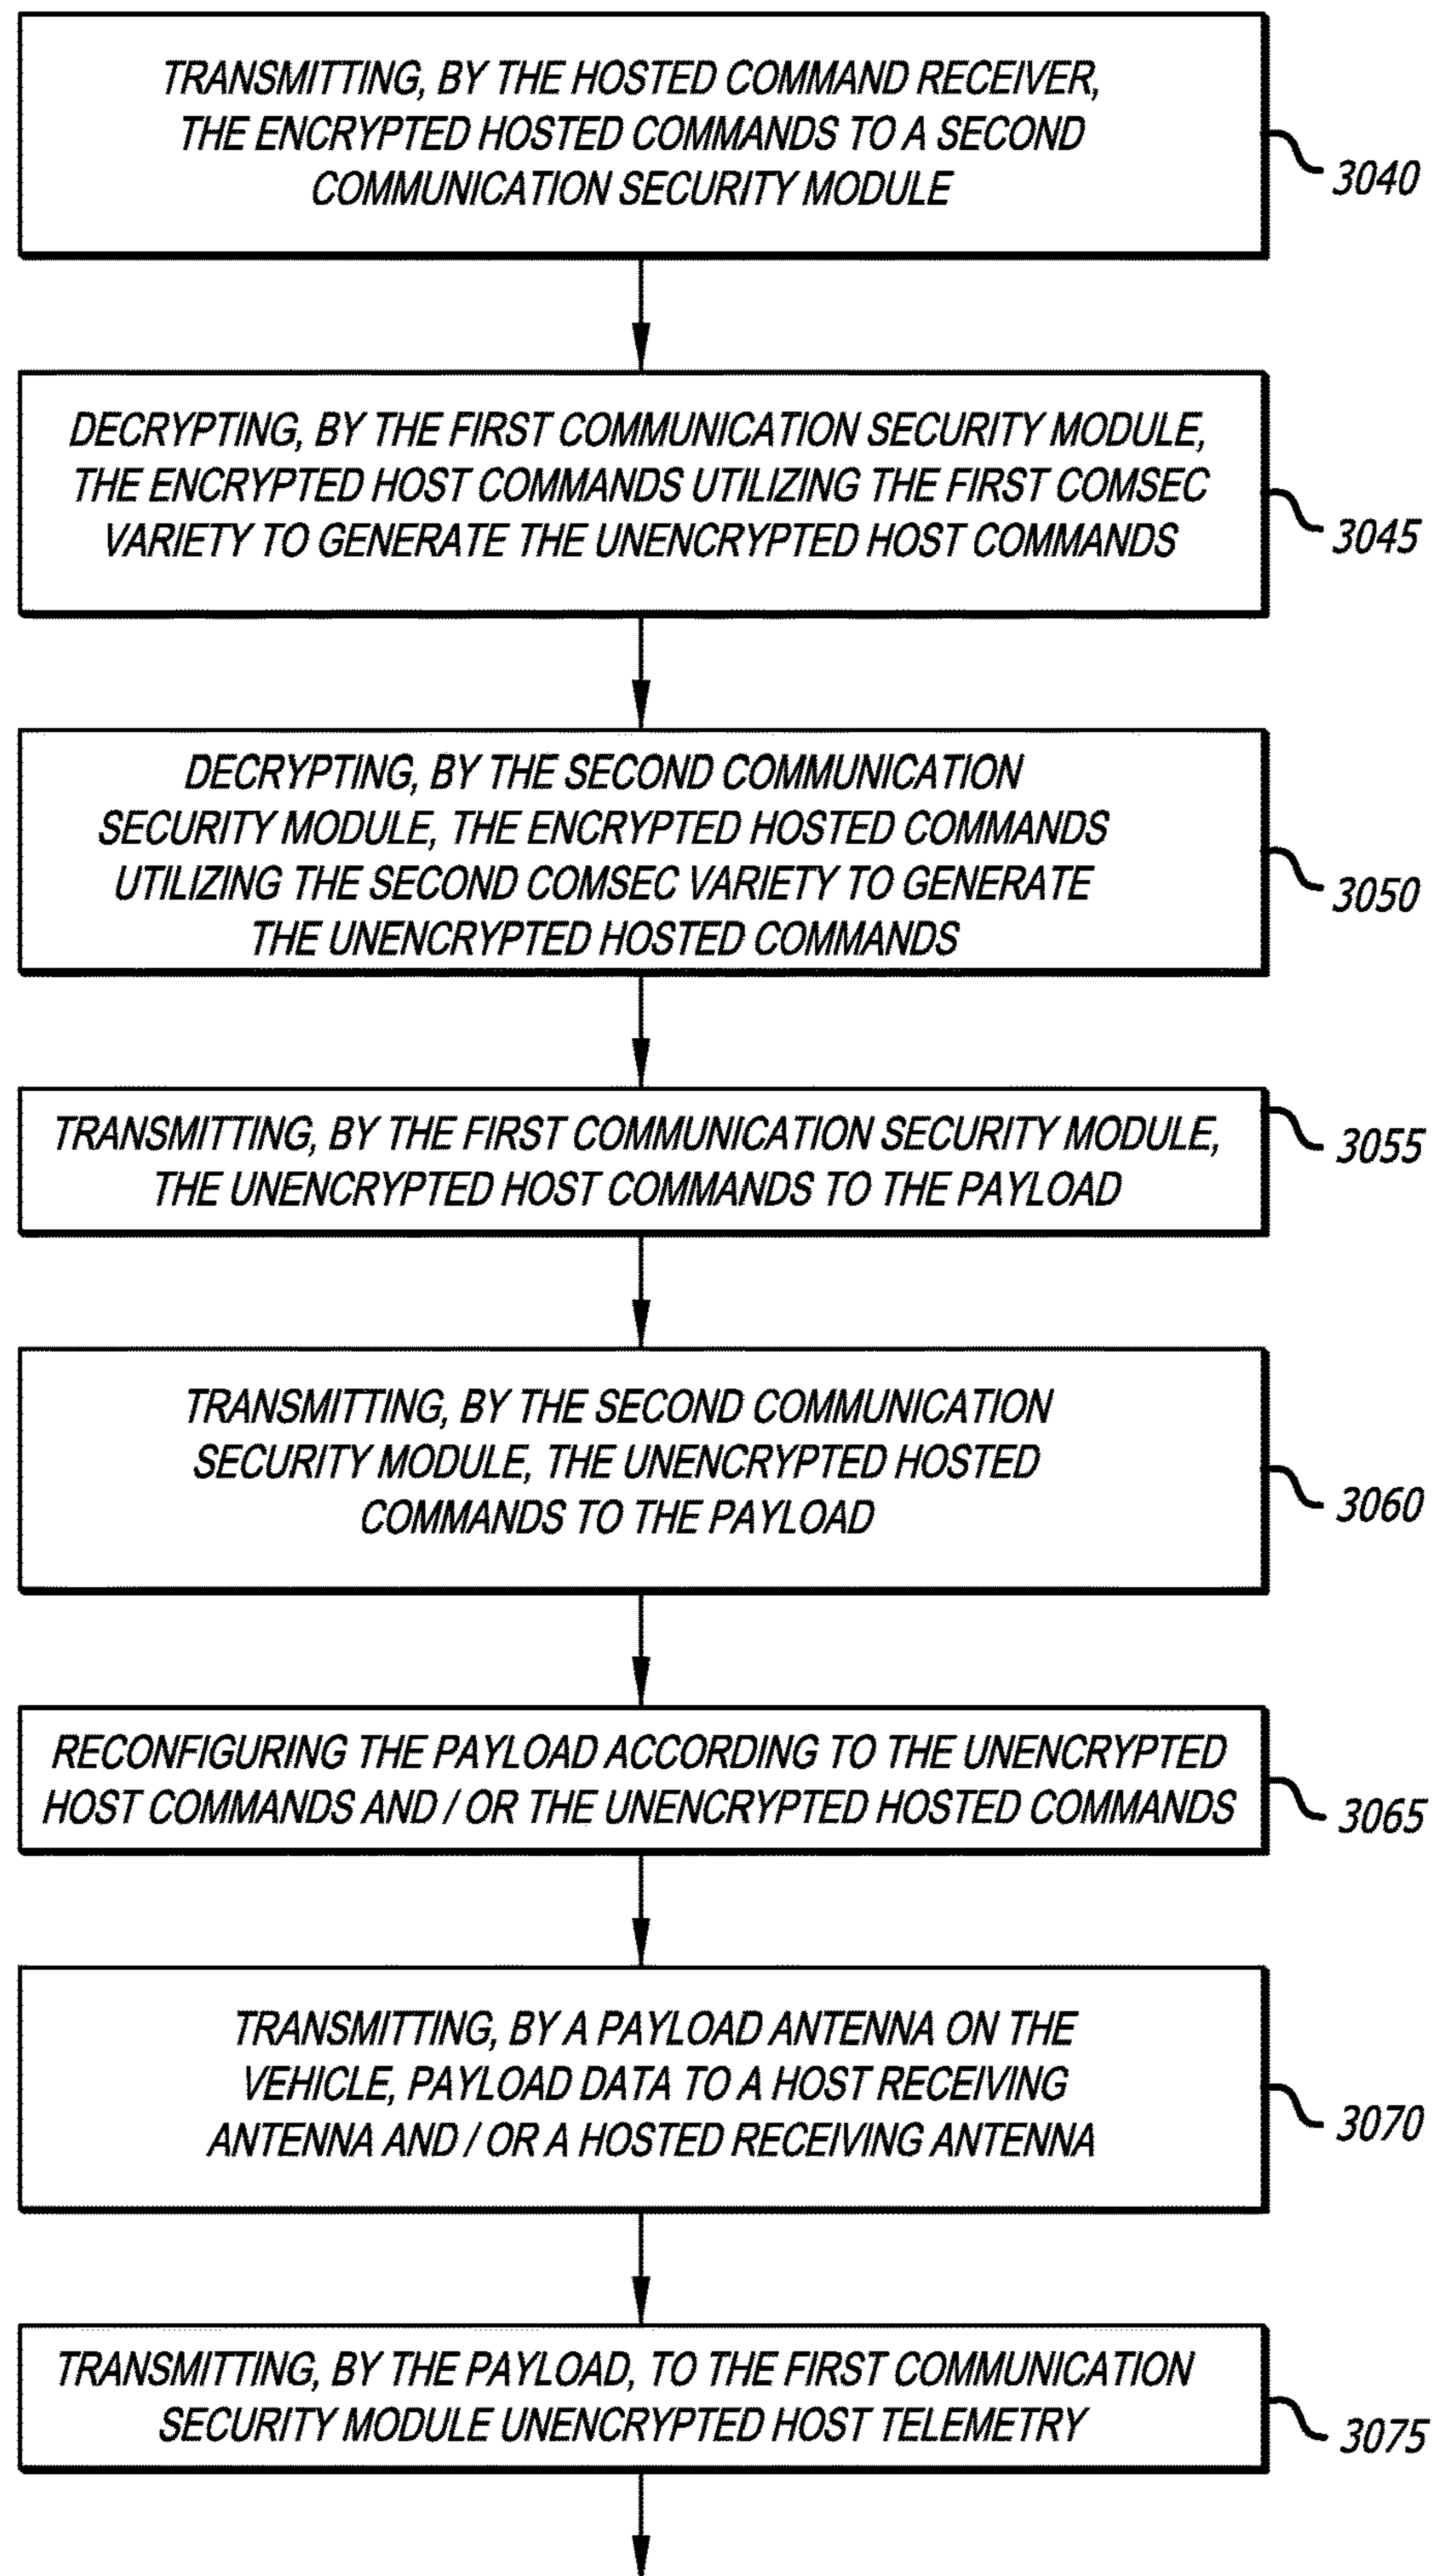 TRANSMITTING, BY THE HOSTED COMMAND RECEIVER,
THE ENCRYPTED HOSTED COMMANDS TO A SECOND
COMMUNICATION SECURITY MODULE
3040
DECRYPTING, BY THE FIRST COMMUNICATION SECURITY MODULE,
THE ENCRYPTED HOST COMMANDS UTILIZING THE FIRST COMSEC
VARIETY TO GENERATE THE UNENCRYPTED HOST COMMANDS
3045
DECRYPTING, BY THE SECOND COMMUNICATION
SECURITY MODULE, THE ENCRYPTED HOSTED COMMANDS
UTILIZING THE SECOND COMSEC VARIETY TO GENERATE
THE UNENCRYPTED HOSTED COMMANDS
3050
TRANSMITTING, BY THE FIRST COMMUNICATION SECURITY MODULE,
THE UNENCRYPTED HOST COMMANDS TO THE PAYLOAD
3055
TRANSMITTING, BY THE SECOND COMMUNICATION
SECURITY MODULE, THE UNENCRYPTED HOSTED
COMMANDS TO THE PAYLOAD
3060
RECONFIGURING THE PAYLOAD ACCORDING TO THE UNENCRYPTED
HOST COMMANDS AND / OR THE UNENCRYPTED HOSTED COMMANDS
3065
TRANSMITTING, BY A PAYLOAD ANTENNA ON THE
VEHICLE, PAYLOAD DATA TO A HOST RECEIVING
ANTENNA AND / OR A HOSTED RECEIVING ANTENNA
3070
TRANSMITTING, BY THE PAYLOAD, TO THE FIRST COMMUNICATION
SECURITY MODULE UNENCRYPTED HOST TELEMETRY
3075